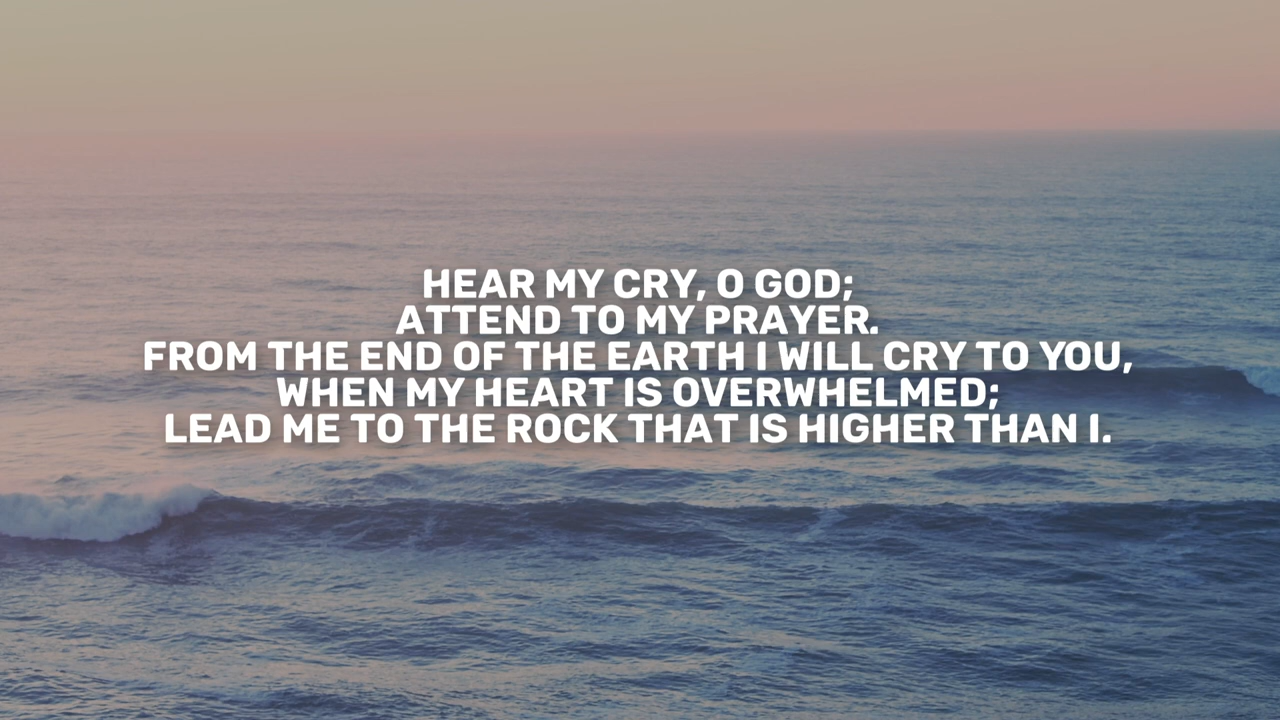 HEAR MY CRY, O GOD;
ATTEND TO MY PRAYER.
FROM THE END OF THE EARTH I WILL CRY TO YOU,
WHEN MY HEART IS OVERWHELMED;
LEAD ME TO THE ROCK THAT IS HIGHER THAN I.